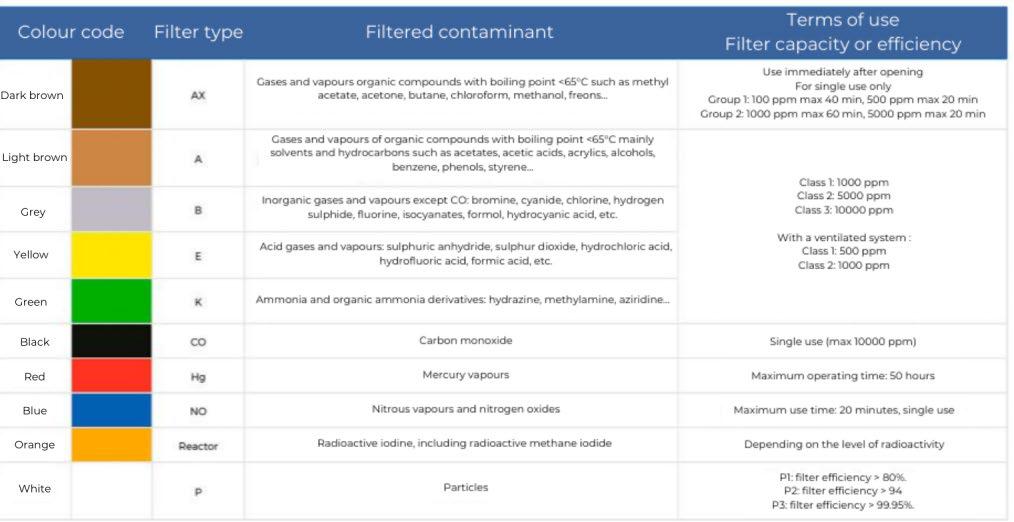 Colour code
Filter type
Filtered contaminant
Terms of use
Filter capacity or efficiency
Dark brown
AX
Gases and vapours organic compounds with boiling point <65°C such as methyl
acetate, acetone, butane, chloroform, methanol, freons...
Use immediately after opening
For single use only
Group 1: 100 ppm max 40 min, 500 ppm max 20 min
Group 2: 1000 ppm max 60 min, 5000 ppm max 20 min
Light brown
A
Gases and vapours of organic compounds with boiling point <65°C mainly
solvents and hydrocarbons such as acetates, acetic acids, acrylics, alcohols,
benzene, phenols, styrene...
Class 1: 1000 ppm
Class 2: 5000 ppm
Class 3: 10000 ppm
With a ventilated system :
Class 1: 500 ppm
Class 2: 1000 ppm
Grey
B
Inorganic gases and vapours except CO: bromine, cyanide, chlorine, hydrogen
sulphide, fluorine, isocyanates, formol, hydrocyanic acid, etc.
Yellow
E
Acid gases and vapours: sulphuric anhydride, sulphur dioxide, hydrochloric acid,
hydrofluoric acid, formic acid, etc.
Green
K
Ammonia and organic ammonia derivatives: hydrazine, methylamine, aziridine...
Black
CO
Carbon monoxide
Single use (max 10000 ppm)
Red
Hg
Mercury vapours
Maximum operating time: 50 hours
Blue
NO
Nitrous vapours and nitrogen oxides
Maximum use time: 20 minutes, single use
Orange
Reactor
Radioactive iodine, including radioactive methane iodide
Depending on the level of radioactivity
White
P
Particles
P1: filter efficiency > 80%.
P2: filter efficiency > 94
P3: filter efficiency > 99.95%.